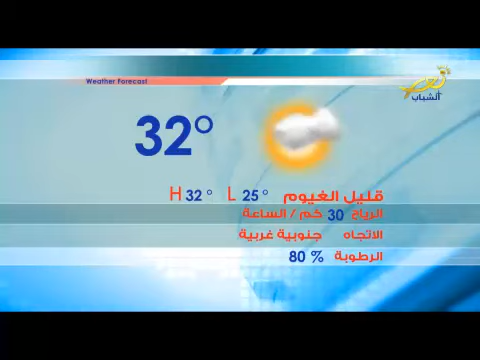 Weather Forecast
الشباب
32°
قليل الغيوم H 32° L 25°
الرياح 30 كم / الساعة
الاتجاه جنوبية غربية
الرطوبة 80 %